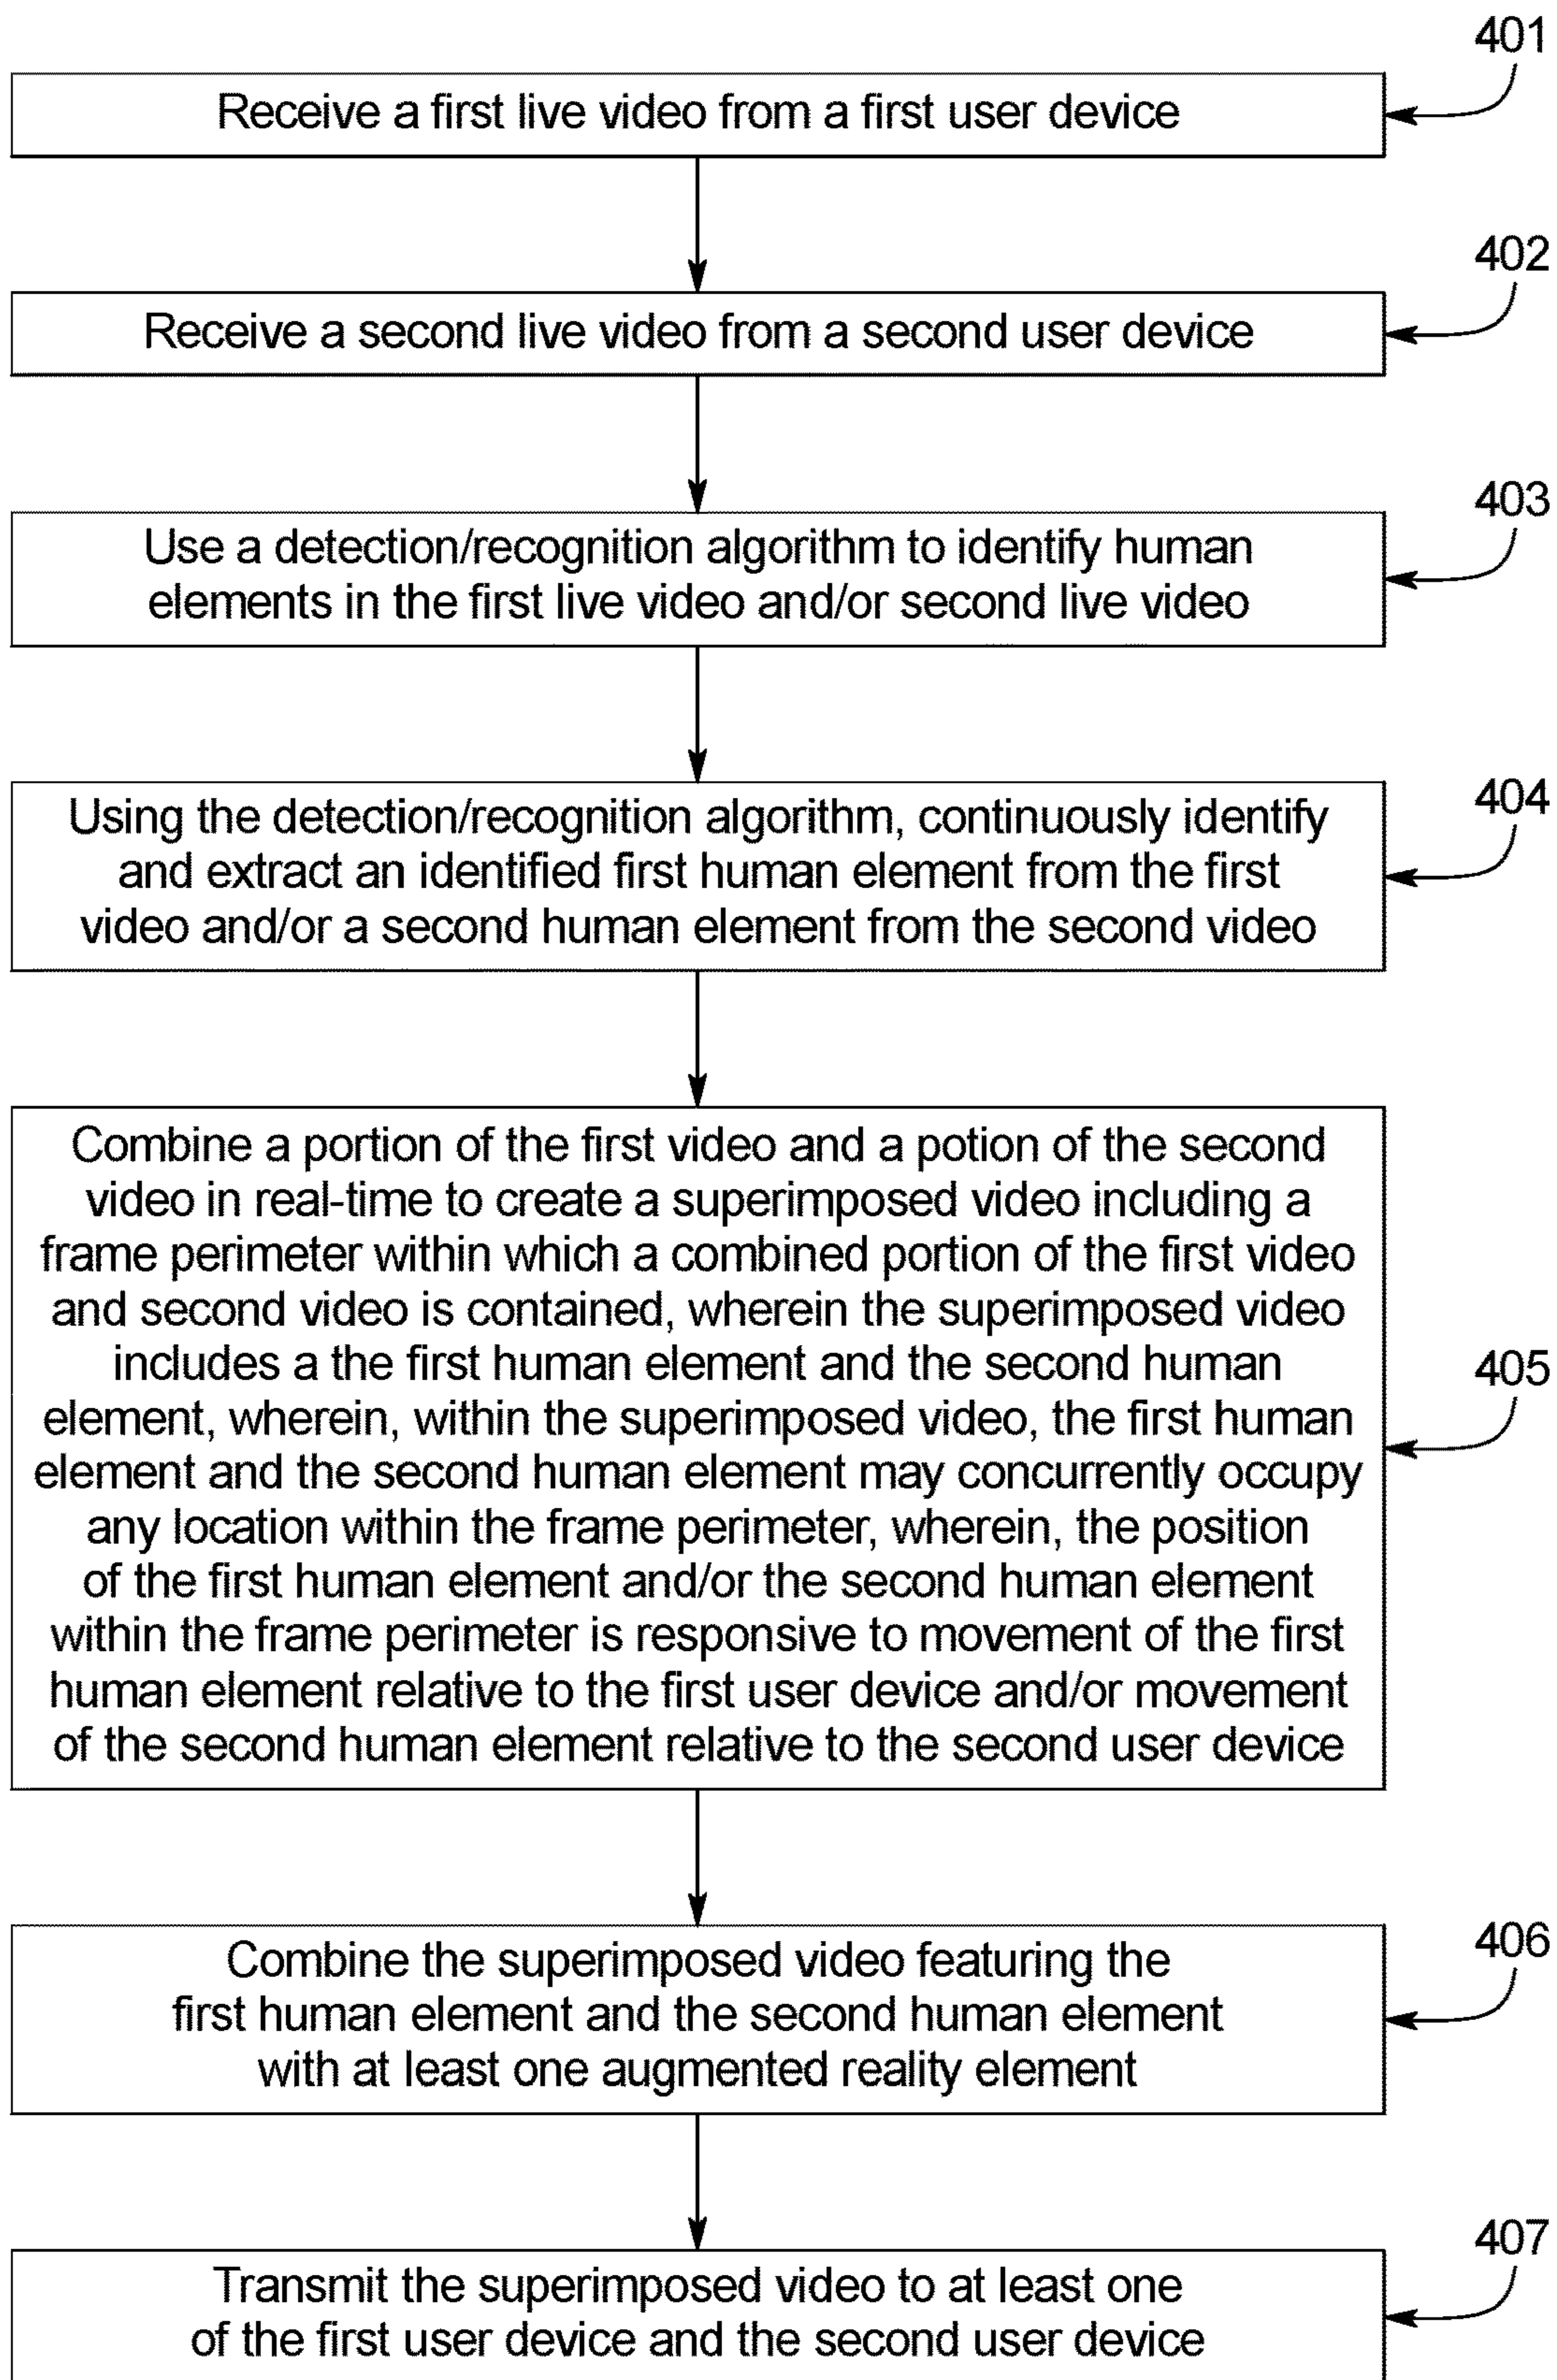 401
Receive a first live video from a first user device
402
Receive a second live video from a second user device
403
Use a detection/recognition algorithm to identify human
elements in the first live video and/or second live video
404
Using the detection/recognition algorithm, continuously identify
and extract an identified first human element from the first
video and/or a second human element from the second video
Combine a portion of the first video and a potion of the second
video in real-time to create a superimposed video including a
frame perimeter within which a combined portion of the first video
and second video is contained, wherein the superimposed video
includes a the first human element and the second human
405
element, wherein, within the superimposed video, the first human
element and the second human element may concurrently occupy
any location within the frame perimeter, wherein, the position
of the first human element and/or the second human element
within the frame perimeter is responsive to movement of the first
human element relative to the first user device and/or movement
of the second human element relative to the second user device
406
Combine the superimposed video featuring the
first human element and the second human element
with at least one augmented reality element
407
Transmit the superimposed video to at least one
of the first user device and the second user device